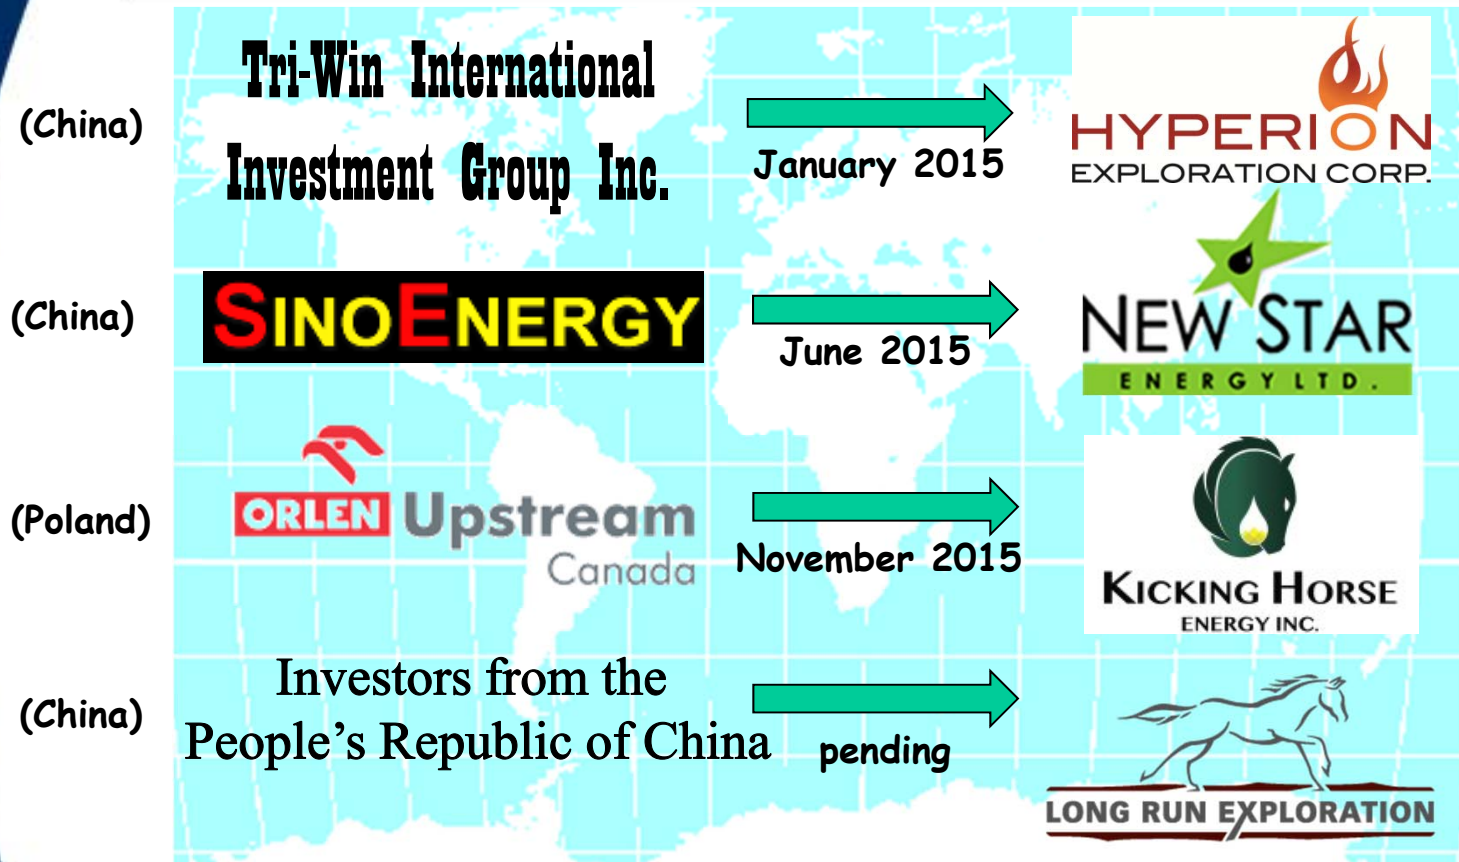 (China)
Tri-Win International
Investment Group Inc.
January 2015
HYPERION
EXPLORATION CORP.
(China)
SINOENERGY
June 2015
NEW STAR
ENERGY LTD.
(Poland)
ORLEN Upstream
Canada
November 2015
KICKING HORSE
ENERGY INC.
(China)
Investors from the
People’s Republic of China
pending
LONG RUN EXPLORATION